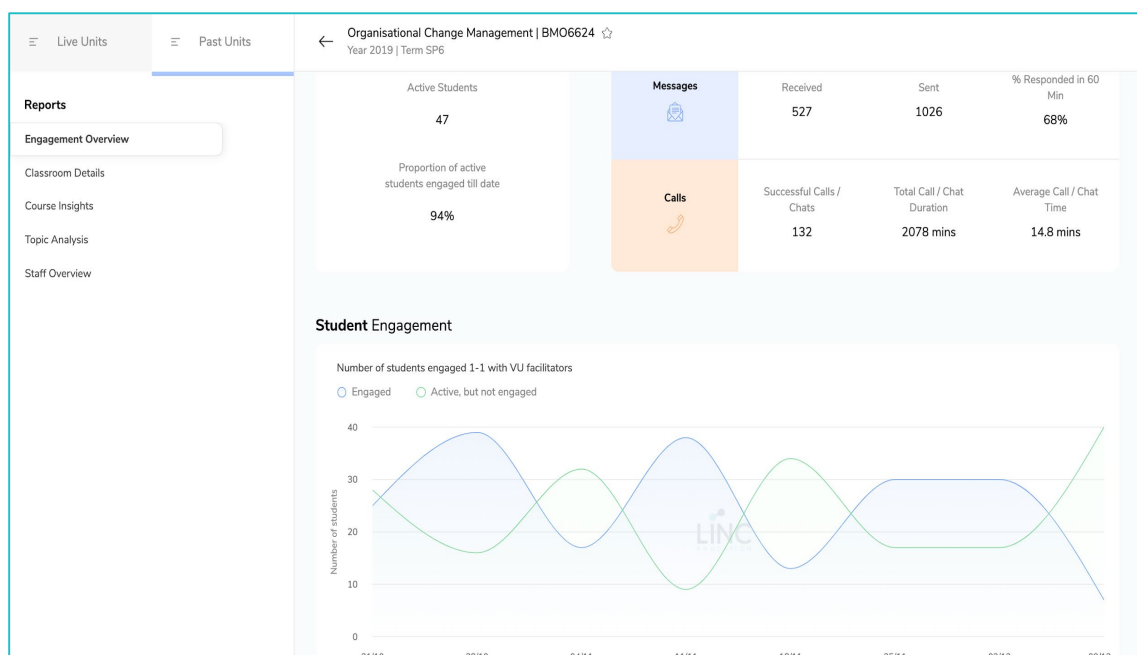 Live Units
Past Units
Organisational Change Management | BMO6624
Year 2019 | Term SP6
Reports
Engagement Overview
Classroom Details
Course Insights
Topic Analysis
Staff Overview
Active Students
47
Proportion of active
students engaged till date
94%
Messages
Received
527
Sent
1026
% Responded in 60
Min
68%
Calls
Successful Calls /
Chats
132
Total Call / Chat
Duration
2078 mins
Average Call / Chat
Time
14.8 mins
Student Engagement
Number of students engaged 1-1 with VU facilitators
Engaged
Active, but not engaged
Number of students
40
30
20
10
0
LINC